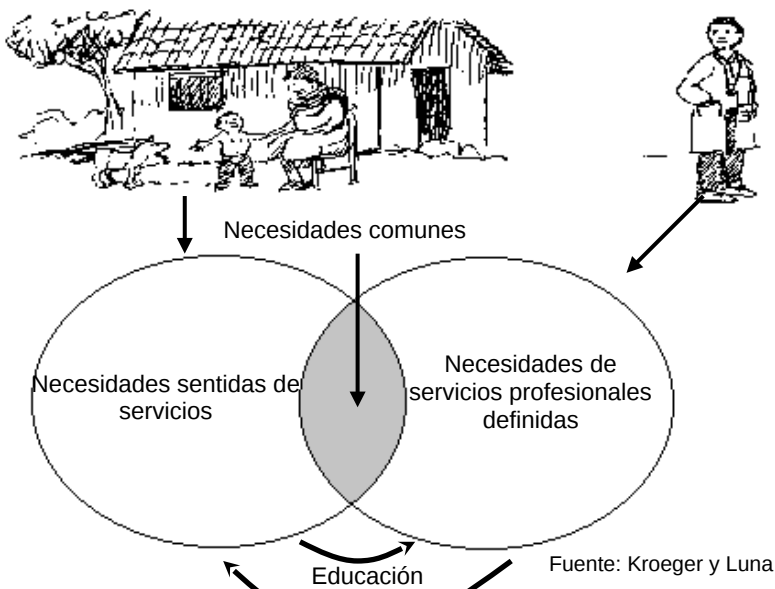 Necesidades comunes
Necesidades sentidas de
servicios
Necesidades de
servicios profesionales
definidas
Educación
Fuente: Kroeger y Luna